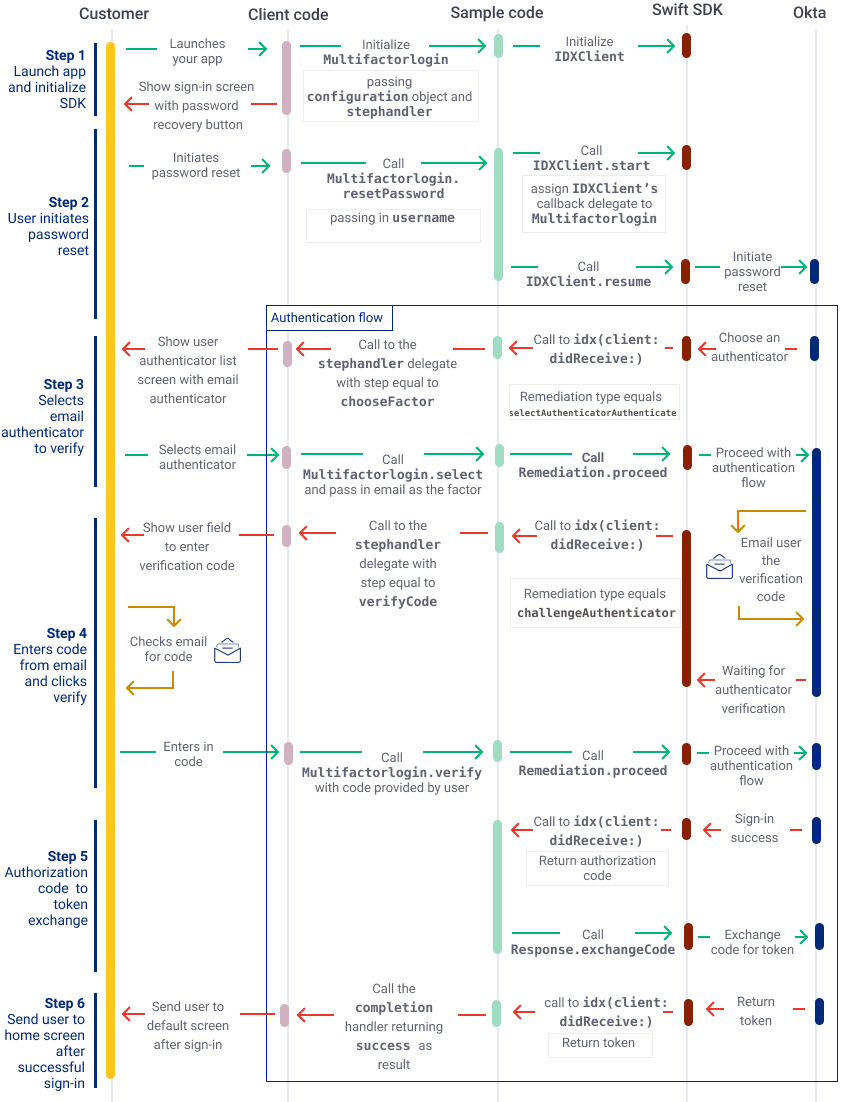 Customer
Client code
Sample code
Swift SDK
Okta
Step 1
Launch app
and initialize
SDK
Launches
your app
Initialize
Multifactorlogin
passing
configuration object and
stephandler
Initialize
IDXClient
Show sign-in screen
with password
recovery button
Step 2
User initiates
password
reset
Initiates
password reset
Call
Multifactorlogin.
resetPassword
passing in username
Call
IDXClient.start
assign IDXClient’s
callback delegate to
Multifactorlogin
Call
IDXClient.resume
Initiate
password
reset
Authentication flow
Step 3
Selects
email
authenticator
to verify
Choose an
authenticator
Call to idx(client:
didReceive:)
Remediation type equals
selectAuthenticatorAuthenticate
Call to the
stephandler delegate
with step equal to
chooseFactor
Show user
authenticator list
screen with email
authenticator
Selects email
authenticator
Call
Multifactorlogin.select
and pass in email as the factor
Call
Remediation.proceed
Proceed with
authentication
flow
Step 4
Enters code
from email
and clicks
verify
Email user
the
verification
code
Waiting for
authenticator
verification
Call to idx(client:
didReceive:)
Remediation type equals
challengeAuthenticator
Call to the
stephandler
delegate with
step equal to
verifyCode
Show user field
to enter
verification code
Checks email
for code
Enters in
code
Call
Multifactorlogin.verify
with code provided by user
Call
Remediation.proceed
Proceed with
authentication
flow
Step 5
Authorization
code to
token
exchange
Sign-in
success
Call to idx(client:
didReceive:)
Return authorization
code
Call
Response.exchangeCode
Exchange
code for token
Step 6
Send user to
home screen
after
successful
sign-in
Return
token
call to idx(client:
didReceive:)
Return token
Call the
completion
handler returning
success as
result
Send user to
default screen
after sign-in